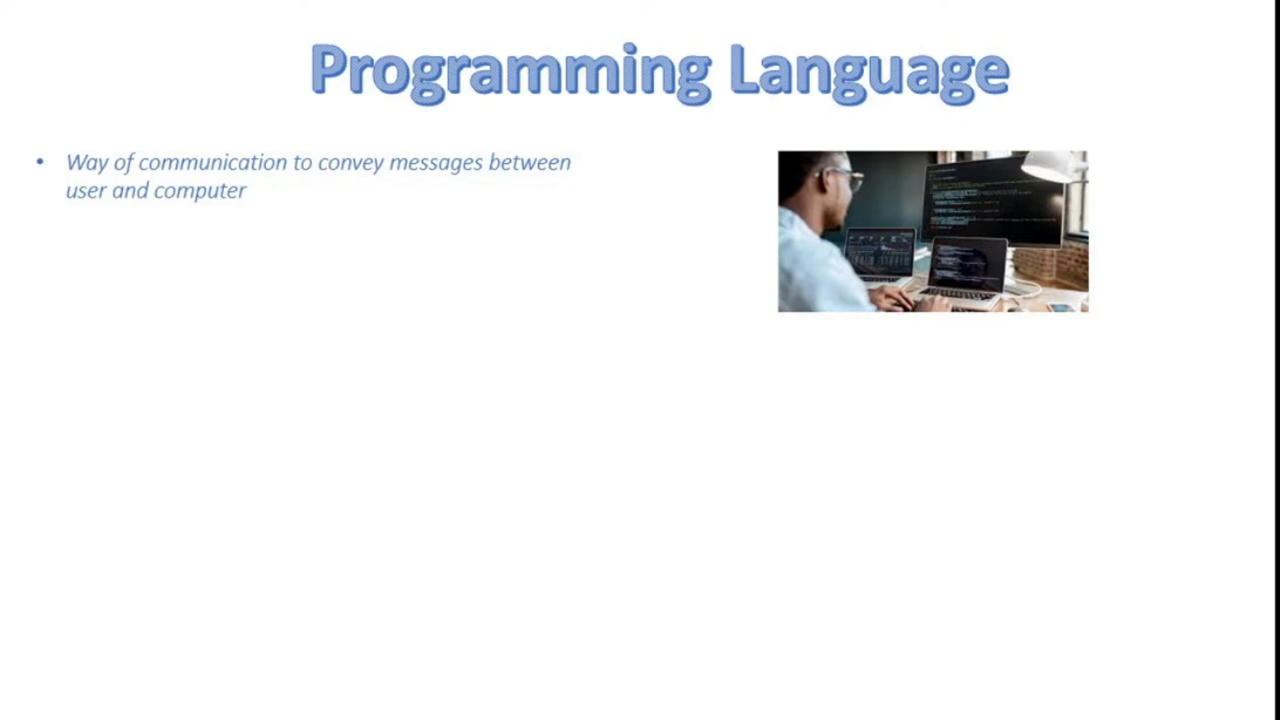 Programming Language
• Way of communication to convey messages between
user and computer